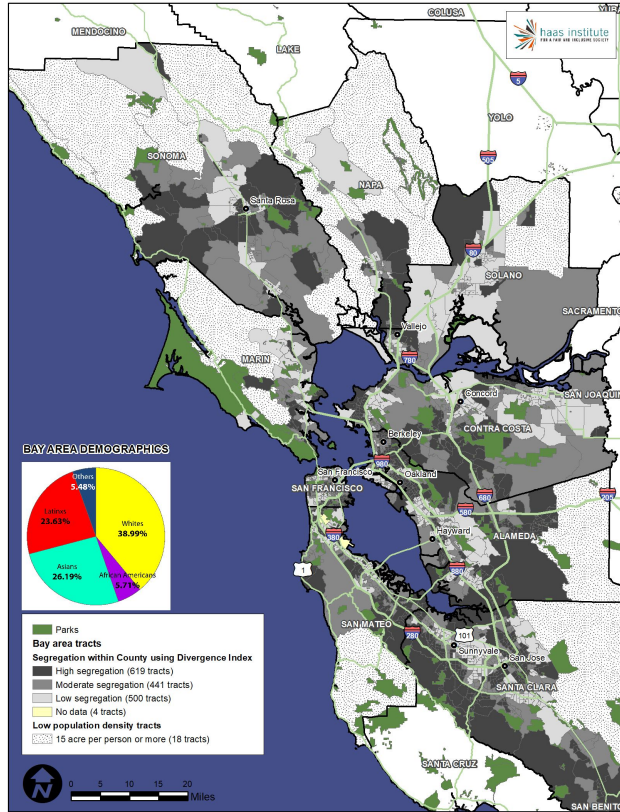 COLUSA
MENDOCINO
haas institute
FOR A FAIR AND INCLUSIVE SOCIETY
LAKE
5
YOLO
505
SONOMA
NAPA
Santa Rosa
80
SOLANO
SACRAMENTO
Vallejo
MARIN
780
SAN JOAQUIN
Concord
CONTRA COSTA
Berkeley
BAY AREA DEMOGRAPHICS
980
San Francisco
Oakland
SAN FRANCISCO
680
205
580
Others
5.48%
Latinos
23.63%
Whites
38.99%
Asians
26.19%
African Americans
5.71%
380
Hayward
ALAMEDA
1
880
SAN MATEO
280
101
Sunnyvale
San Jose
SANTA CLARA
Parks
Bay area tracts
Segregation within County using Divergence Index
High segregation (619 tracts)
Moderate segregation (441 tracts)
Low segregation (500 tracts)
No data (4 tracts)
Low population density tracts
15 acre per person or more (18 tracts)
SANTA CRUZ
N
0 5 10 20
Miles
SAN BENITO